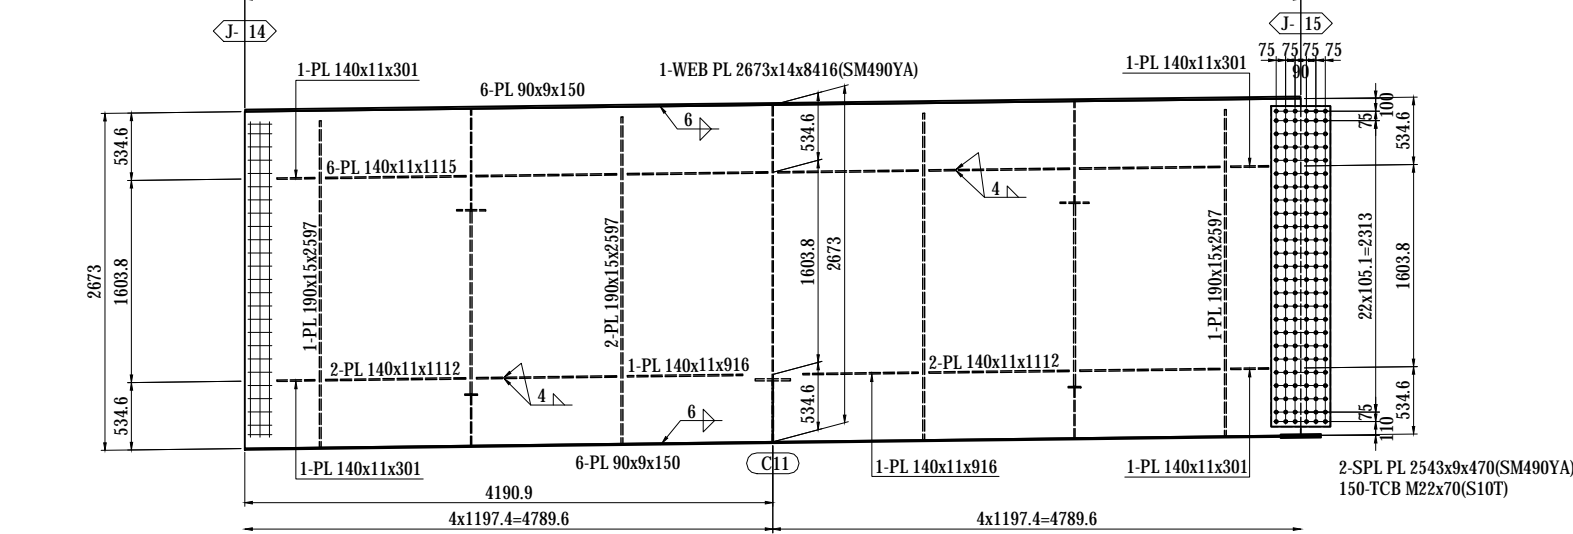 J- 14
J- 15
75 75 75 75
90
1-PL 140x11x301
6-PL 90x9x150
1-WEB PL 2673x14x8416(SM490YA)
1-PL 140x11x301
100
75
534.6
6
534.6
534.6
6-PL 140x11x1115
4
1-PL 190x15x2597
2-PL 190x15x2597
1-PL 190x15x2597
2673
1603.8
1603.8
2673
22x105.1=2313
1603.8
2-PL 140x11x1112
1-PL 140x11x916
2-PL 140x11x1112
4
6
534.6
534.6
534.6
75
110
1-PL 140x11x301
6-PL 90x9x150
C11
1-PL 140x11x916
1-PL 140x11x301
2-SPL PL 2543x9x470(SM490YA)
150-TCB M22x70(S10T)
4190.9
4x1197.4=4789.6
4x1197.4=4789.6